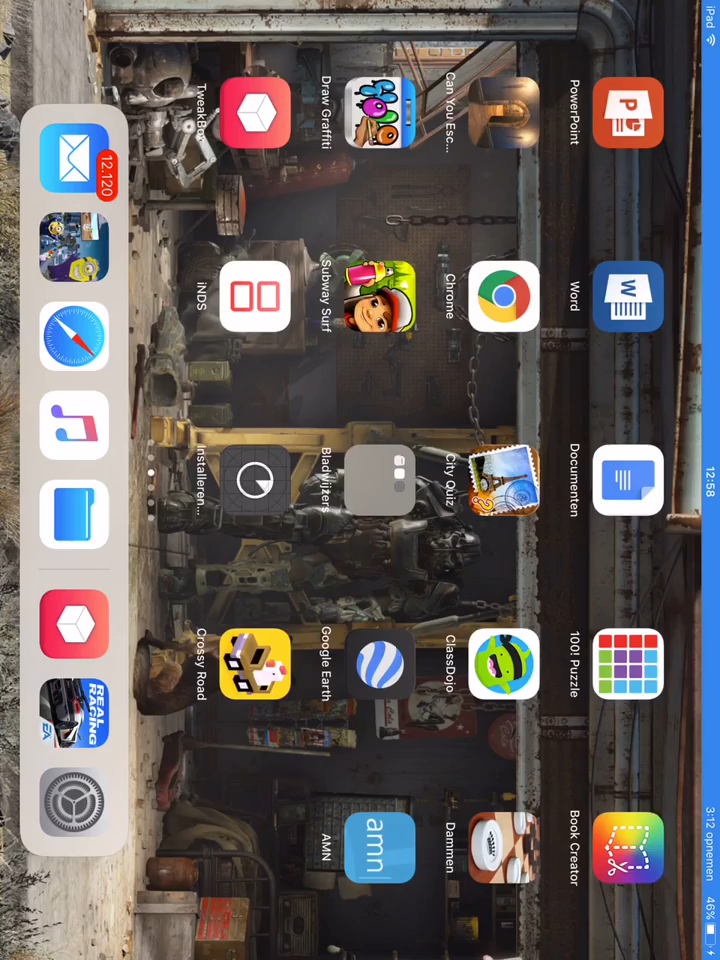 iPad
12:58
3:12 opnemen
46%
PowerPoint
Word
Documenten
100! Puzzle
Book Creator
Can You Esc...
Chrome
City Quiz
ClassDojo
Dammen
Draw Graffiti
Subway Surf
Bladwijzers
Google Earth
amn
AMN
TweakBox
iNDS
Installeren...
Crossy Road
12.120
REAL
RACING
EA